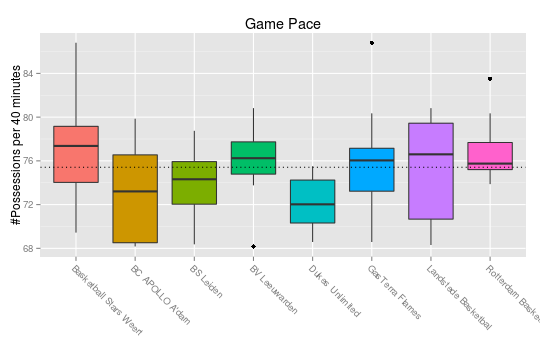 Game Pace
#Possessions per 40 minutes
84
80
76
72
68
Basketball Stars Weert
BC APOLLO A'dam
BS Leiden
BV Leeuwarden
Dukes Unlimited
GasTerra Flames
Landstede Basketbal
Rotterdam Baske